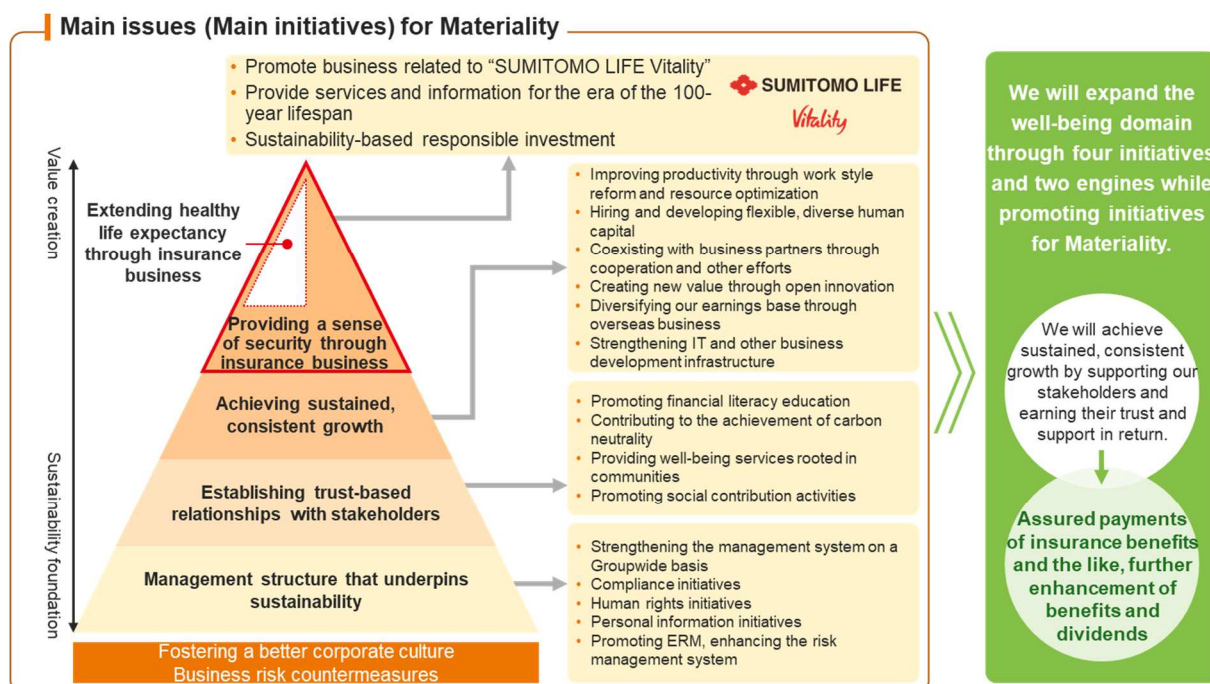 Main issues (Main initiatives) for Materiality
• Promote business related to “SUMITOMO LIFE Vitality”
• Provide services and information for the era of the 100-
year lifespan
• Sustainability-based responsible investment
SUMITOMO LIFE
Vitality
Value creation
Sustainability foundation
Extending healthy
life expectancy
through insurance
business
Providing a sense
of security through
insurance business
Achieving sustained,
consistent growth
Establishing trust-based
relationships with stakeholders
Management structure that underpins
sustainability
Fostering a better corporate culture
Business risk countermeasures
• Improving productivity through work style
reform and resource optimization
• Hiring and developing flexible, diverse human
capital
• Coexisting with business partners through
cooperation and other efforts
• Creating new value through open innovation
• Diversifying our earnings base through
overseas business
• Strengthening IT and other business
development infrastructure
• Promoting financial literacy education
• Contributing to the achievement of carbon
neutrality
• Providing well-being services rooted in
communities
• Promoting social contribution activities
• Strengthening the management system on a
Groupwide basis
• Compliance initiatives
• Human rights initiatives
• Personal information initiatives
• Promoting ERM, enhancing the risk
management system
We will expand the
well-being domain
through four initiatives
and two engines while
promoting initiatives
for Materiality.
We will achieve
sustained, consistent
growth by supporting our
stakeholders and
earning their trust and
support in return.
Assured payments
of insurance benefits
and the like, further
enhancement of
benefits and
dividends